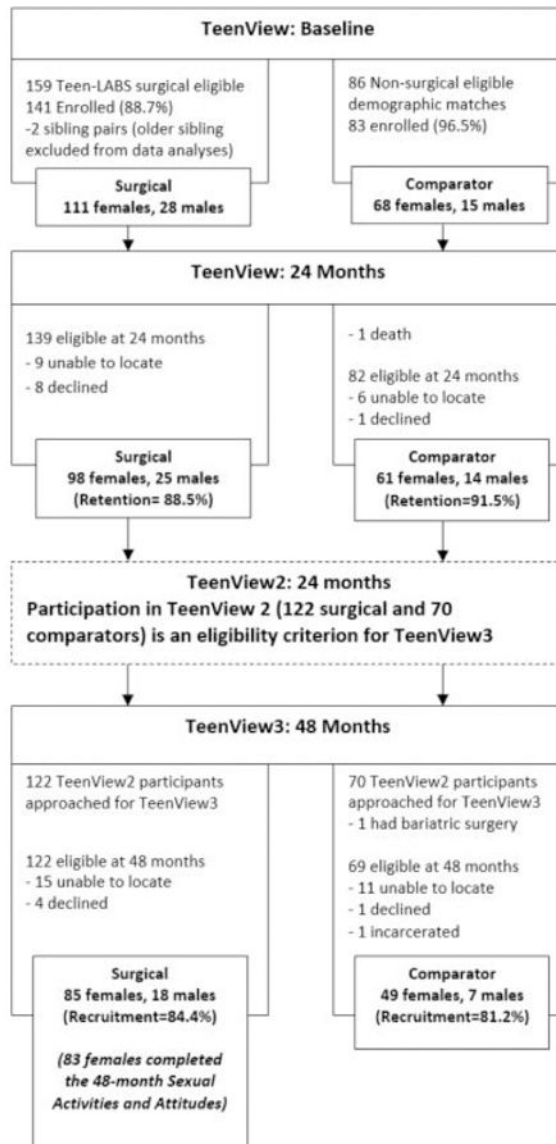 TeenView: Baseline
159 Teen-LABS surgical eligible
141 Enrolled (88.7%)
-2 sibling pairs (older sibling
excluded from data analyses)
86 Non-surgical eligible
demographic matches
83 enrolled (96.5%)
Surgical
111 females, 28 males
Comparator
68 females, 15 males
TeenView: 24 Months
139 eligible at 24 months
- 9 unable to locate
- 8 declined
- 1 death
82 eligible at 24 months
- 6 unable to locate
- 1 declined
Surgical
98 females, 25 males
(Retention= 88.5%)
Comparator
61 females, 14 males
(Retention=91.5%)
TeenView2: 24 months
Participation in TeenView 2 (122 surgical and 70
comparators) is an eligibility criterion for TeenView3
TeenView3: 48 Months
122 TeenView2 participants
approached for TeenView3
122 eligible at 48 months
- 15 unable to locate
- 4 declined
70 TeenView2 participants
approached for TeenView3
- 1 had bariatric surgery
69 eligible at 48 months
- 11 unable to locate
- 1 declined
- 1 incarcerated
Surgical
85 females, 18 males
(Recruitment=84.4%)
(83 females completed
the 48-month Sexual
Activities and Attitudes)
Comparator
49 females, 7 males
(Recruitment=81.2%)